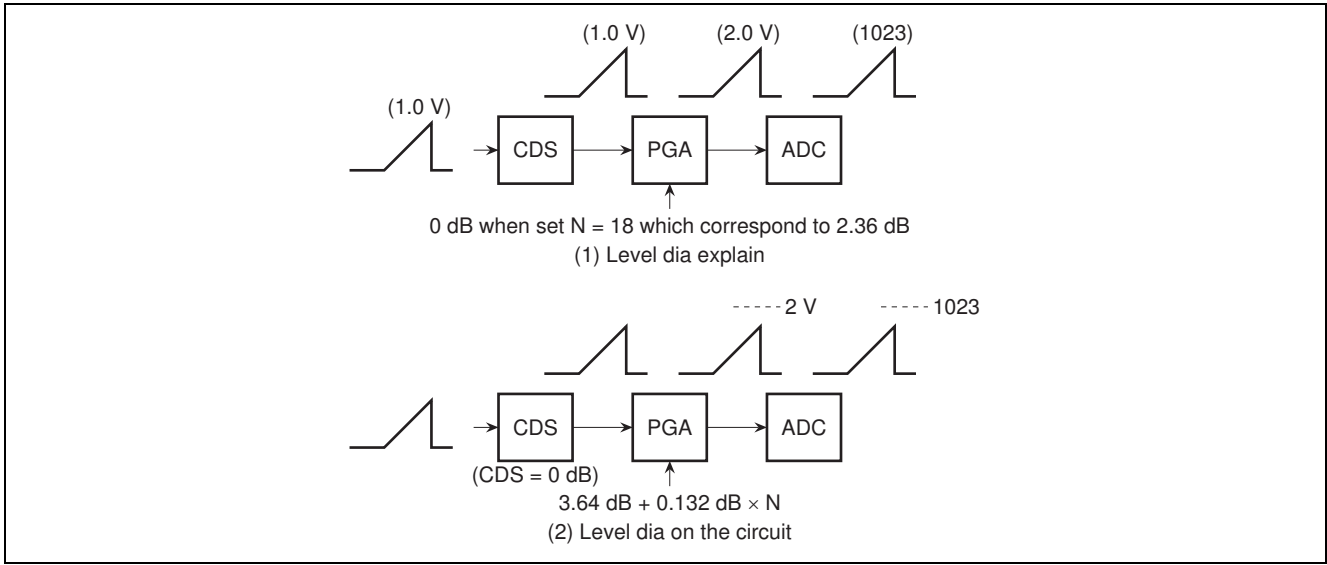 (1.0 V) (2.0 V) (1023)
(1.0 V)
CDS PGA ADC
0 dB when set N = 18 which correspond to 2.36 dB
(1) Level dia explain
2 V 1023
CDS PGA ADC
(CDS = 0 dB)
3.64 dB + 0.132 dB × N
(2) Level dia on the circuit